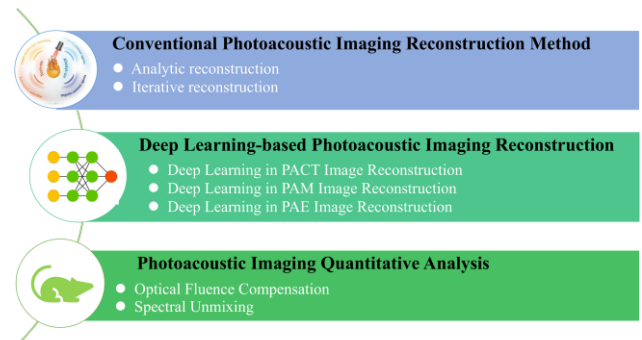 Conventional Photoacoustic Imaging Reconstruction Method
Analytic reconstruction
Iterative reconstruction
Deep Learning-based Photoacoustic Imaging Reconstruction
Deep Learning in PACT Image Reconstruction
Deep Learning in PAM Image Reconstruction
Deep Learning in PAE Image Reconstruction
Photoacoustic Imaging Quantitative Analysis
Optical Fluence Compensation
Spectral Unmixing